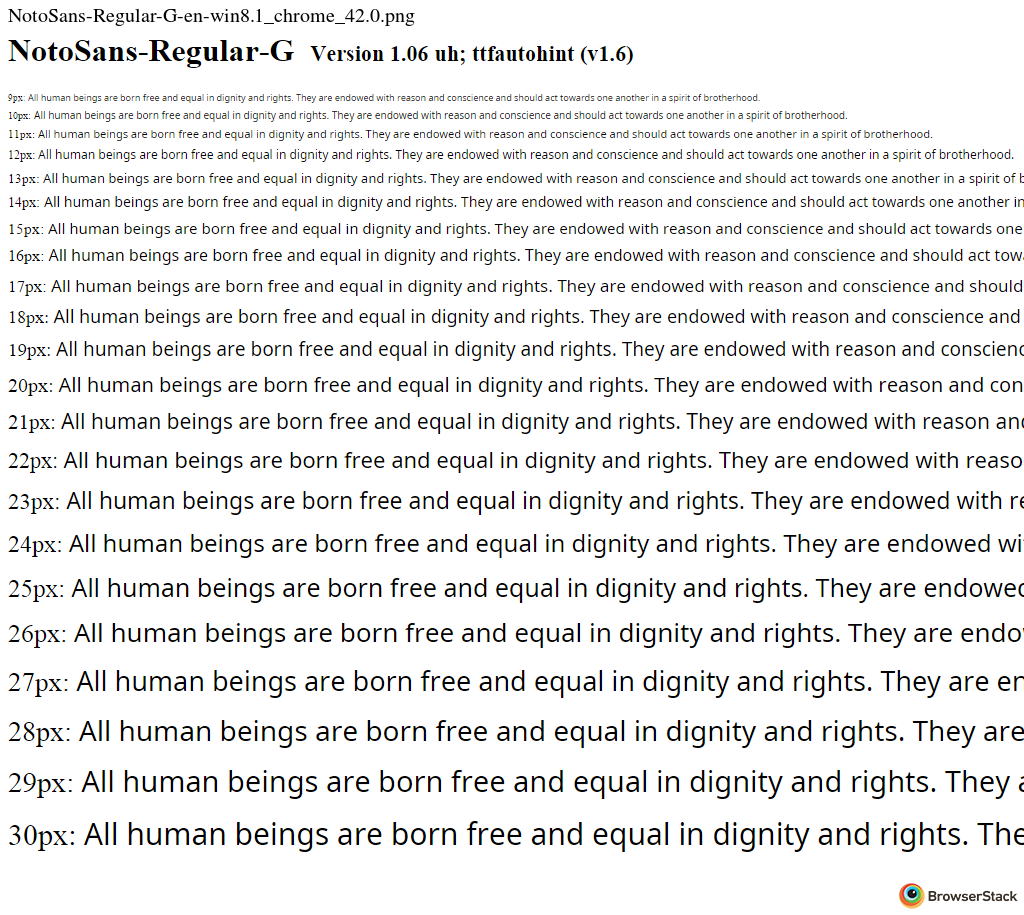 NotoSans-Regular-G-en-win8.1_chrome_42.0.png
NotoSans-Regular-G Version 1.06 uh; ttfautohint (v1.6)
9px: All human beings are born free and equal in dignity and rights. They are endowed with reason and conscience and should act towards one another in a spirit of brotherhood.
10px: All human beings are born free and equal in dignity and rights. They are endowed with reason and conscience and should act towards one another in a spirit of brotherhood.
11px: All human beings are born free and equal in dignity and rights. They are endowed with reason and conscience and should act towards one another in a spirit of brotherhood.
12px: All human beings are born free and equal in dignity and rights. They are endowed with reason and conscience and should act towards one another in a spirit of brotherhood.
13px: All human beings are born free and equal in dignity and rights. They are endowed with reason and conscience and should act towards one another in a spirit of b
14px: All human beings are born free and equal in dignity and rights. They are endowed with reason and conscience and should act towards one another in
15px: All human beings are born free and equal in dignity and rights. They are endowed with reason and conscience and should act towards one
16px: All human beings are born free and equal in dignity and rights. They are endowed with reason and conscience and should act tow
17px: All human beings are born free and equal in dignity and rights. They are endowed with reason and conscience and should
18px: All human beings are born free and equal in dignity and rights. They are endowed with reason and conscience and
19px: All human beings are born free and equal in dignity and rights. They are endowed with reason and conscienc
20px: All human beings are born free and equal in dignity and rights. They are endowed with reason and con
21px: All human beings are born free and equal in dignity and rights. They are endowed with reason and
22px: All human beings are born free and equal in dignity and rights. They are endowed with reaso
23px: All human beings are born free and equal in dignity and rights. They are endowed with re
24px: All human beings are born free and equal in dignity and rights. They are endowed wi
25px: All human beings are born free and equal in dignity and rights. They are endowed
26px: All human beings are born free and equal in dignity and rights. They are endo
27px: All human beings are born free and equal in dignity and rights. They are en
28px: All human beings are born free and equal in dignity and rights. They are
29px: All human beings are born free and equal in dignity and rights. They a
30px: All human beings are born free and equal in dignity and rights. The
BrowserStack